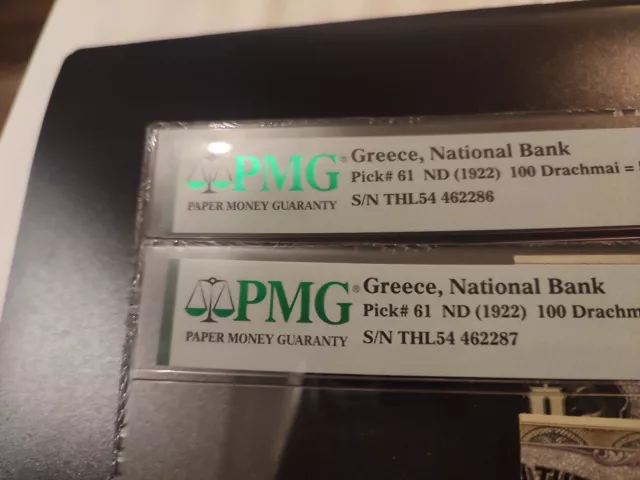 PMG®
PAPER MONEY GUARANTY
Greece, National Bank
Pick# 61 ND (1922) 100 Drachmai =
S/N THL54 462286
PMG®
PAPER MONEY GUARANTY
Greece, National Bank
Pick# 61 ND (1922) 100 Drachm
S/N THL54 462287